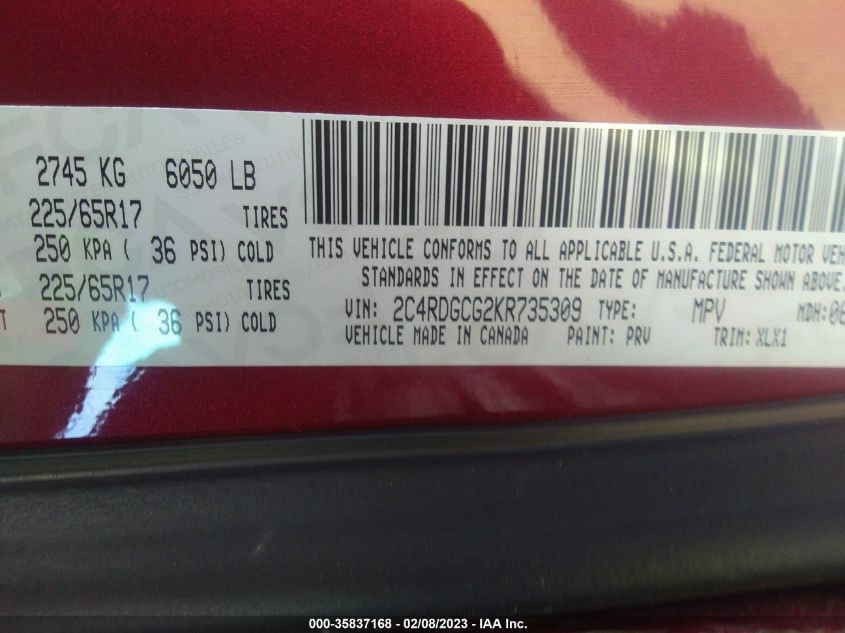 2745 KG 6050 LB
225/65R17 TIRES
250 KPA ( 36 PSI) COLD
225/65R17 TIRES
250 KPA ( 36 PSI) COLD
THIS VEHICLE CONFORMS TO ALL APPLICABLE U.S.A. FEDERAL MOTOR VEH
STANDARDS IN EFFECT ON THE DATE OF MANUFACTURE SHOWN ABOVE.
VIN: 2C4RDGCG2KR735309 TYPE: MPV MDH:06
VEHICLE MADE IN CANADA PAINT: PRV TRIM: XLX1
000-35837168 - 02/08/2023 - IAA Inc.